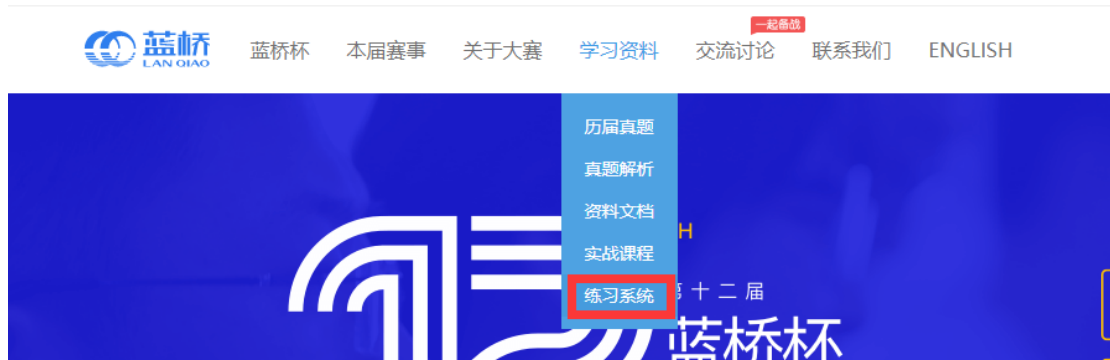 一起备战
蓝桥
LAN QIAO
蓝桥杯 本届赛事 关于大赛 学习资料 交流讨论 联系我们 ENGLISH
历届真题
真题解析
资料文档
实战课程
练习系统
H
十二届
蓝桥杯